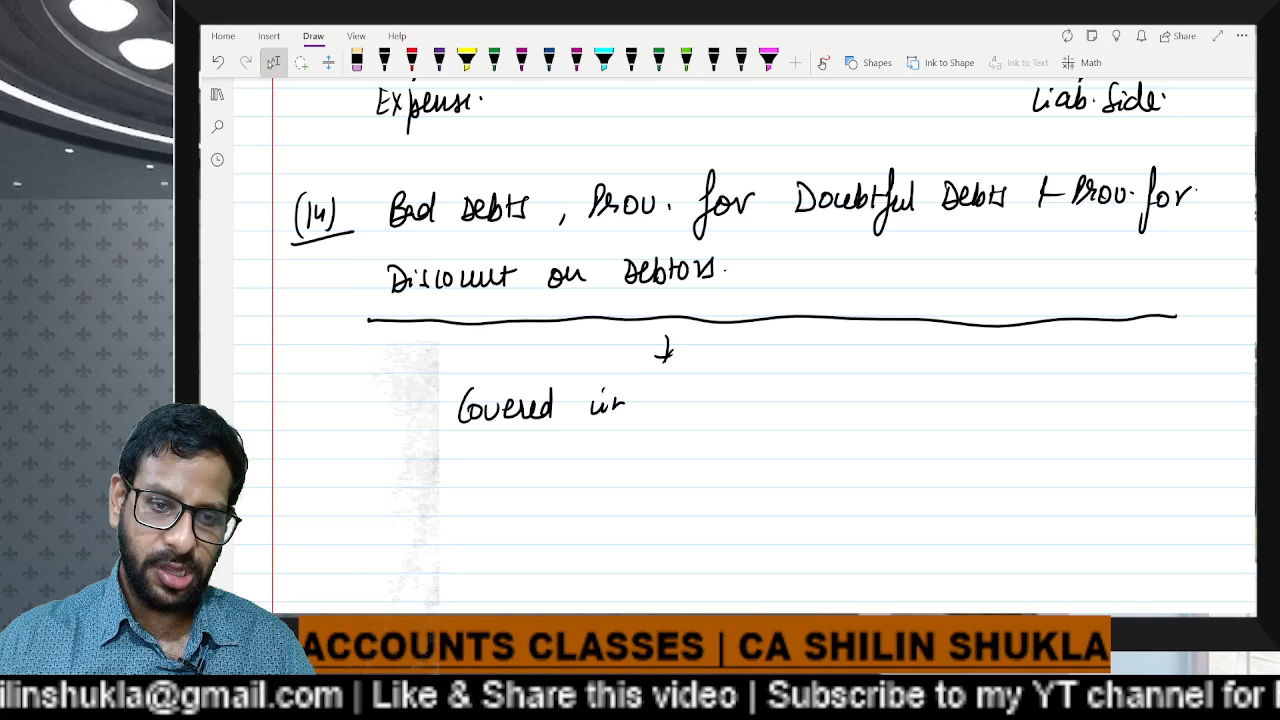 Home Insert Draw View Help
Share
Shapes Ink to Shape Ink to Text Math
Expense. Liab. Side.
(14) Bad Debts, Prov. for Doubtful Debts + Prov. for
Discount on Debtors.
Covered in
ACCOUNTS CLASSES | CA SHILIN SHUKLA
ilinshukla@gmail.com | Like & Share this video | Subscribe to my YT channel for